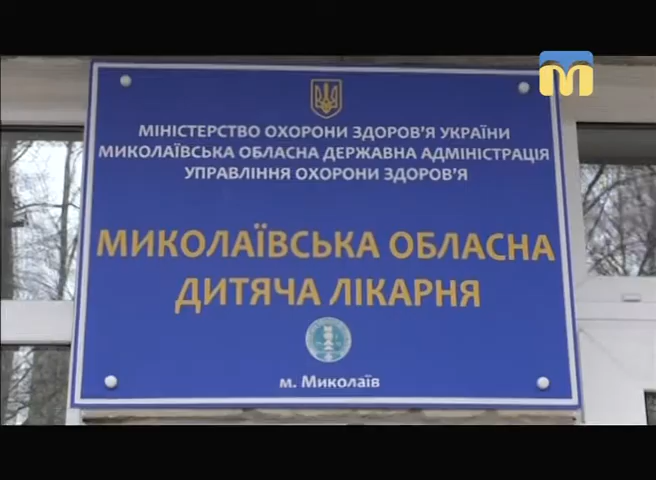 МІНІСТЕРСТВО ОХОРОНИ ЗДОРОВ'Я УКРАЇНИ
МИКОЛАЇВСЬКА ОБЛАСНА ДЕРЖАВНА АДМІНІСТРАЦІЯ
УПРАВЛІННЯ ОХОРОНИ ЗДОРОВ'Я
МИКОЛАЇВСЬКА ОБЛАСНА
ДИТЯЧА ЛІКАРНЯ
м. Миколаїв